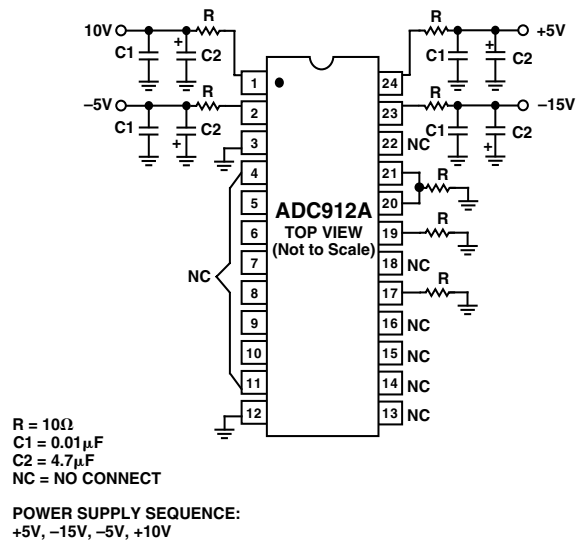 10V
R
C1
+
C2
–5V
R
C1
+
C2
R
+5V
C1
+
C2
R
–15V
C1
+
C2
1
2
3
4
5
6
7
8
9
10
11
12
NC
ADC912A
TOP VIEW
(Not to Scale)
24
23
22 NC
21
20
R
19
R
18 NC
17
R
16 NC
15 NC
14 NC
13 NC
R = 10Ω
C1 = 0.01μF
C2 = 4.7μF
NC = NO CONNECT
POWER SUPPLY SEQUENCE:
+5V, –15V, –5V, +10V